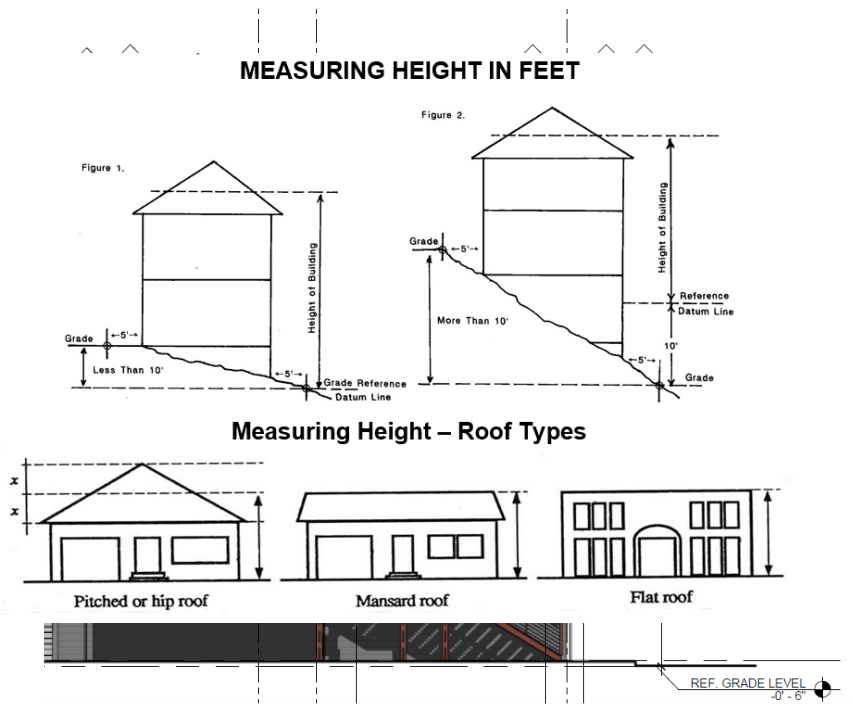 MEASURING HEIGHT IN FEET
Figure 1.
Height of Building
Grade
←5'→
Less Than 10'
←5'→
Grade Reference
Datum Line
Figure 2.
Height of Building
Grade
←5'→
Reference
Datum Line
More Than 10'
10'
←5'→
Grade
Measuring Height – Roof Types
x
x
Pitched or hip roof
Mansard roof
Flat roof
REF. GRADE LEVEL
-0' - 6"